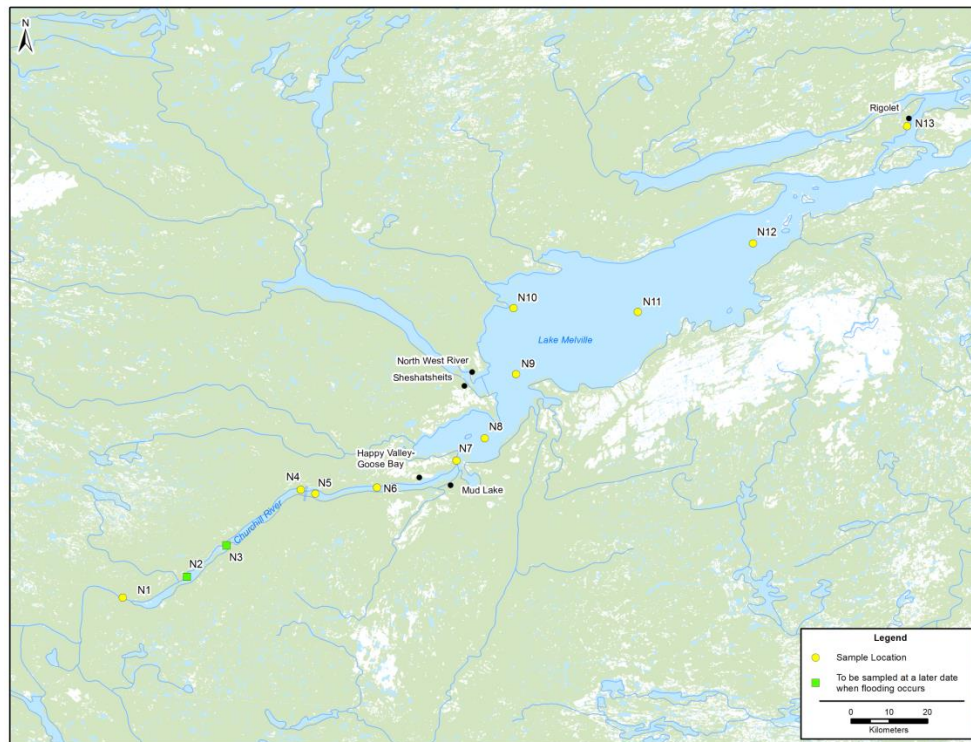 N
Rigolet
N13
N12
N10
N11
Lake Melville
North West River
Sheshatsheits
N9
N8
Happy Valley-
Goose Bay
N7
N4
N5
N6
Mud Lake
Churchill River
N3
N2
N1
Legend
Sample Location
To be sampled at a later date
when flooding occurs
0 10 20
Kilometers